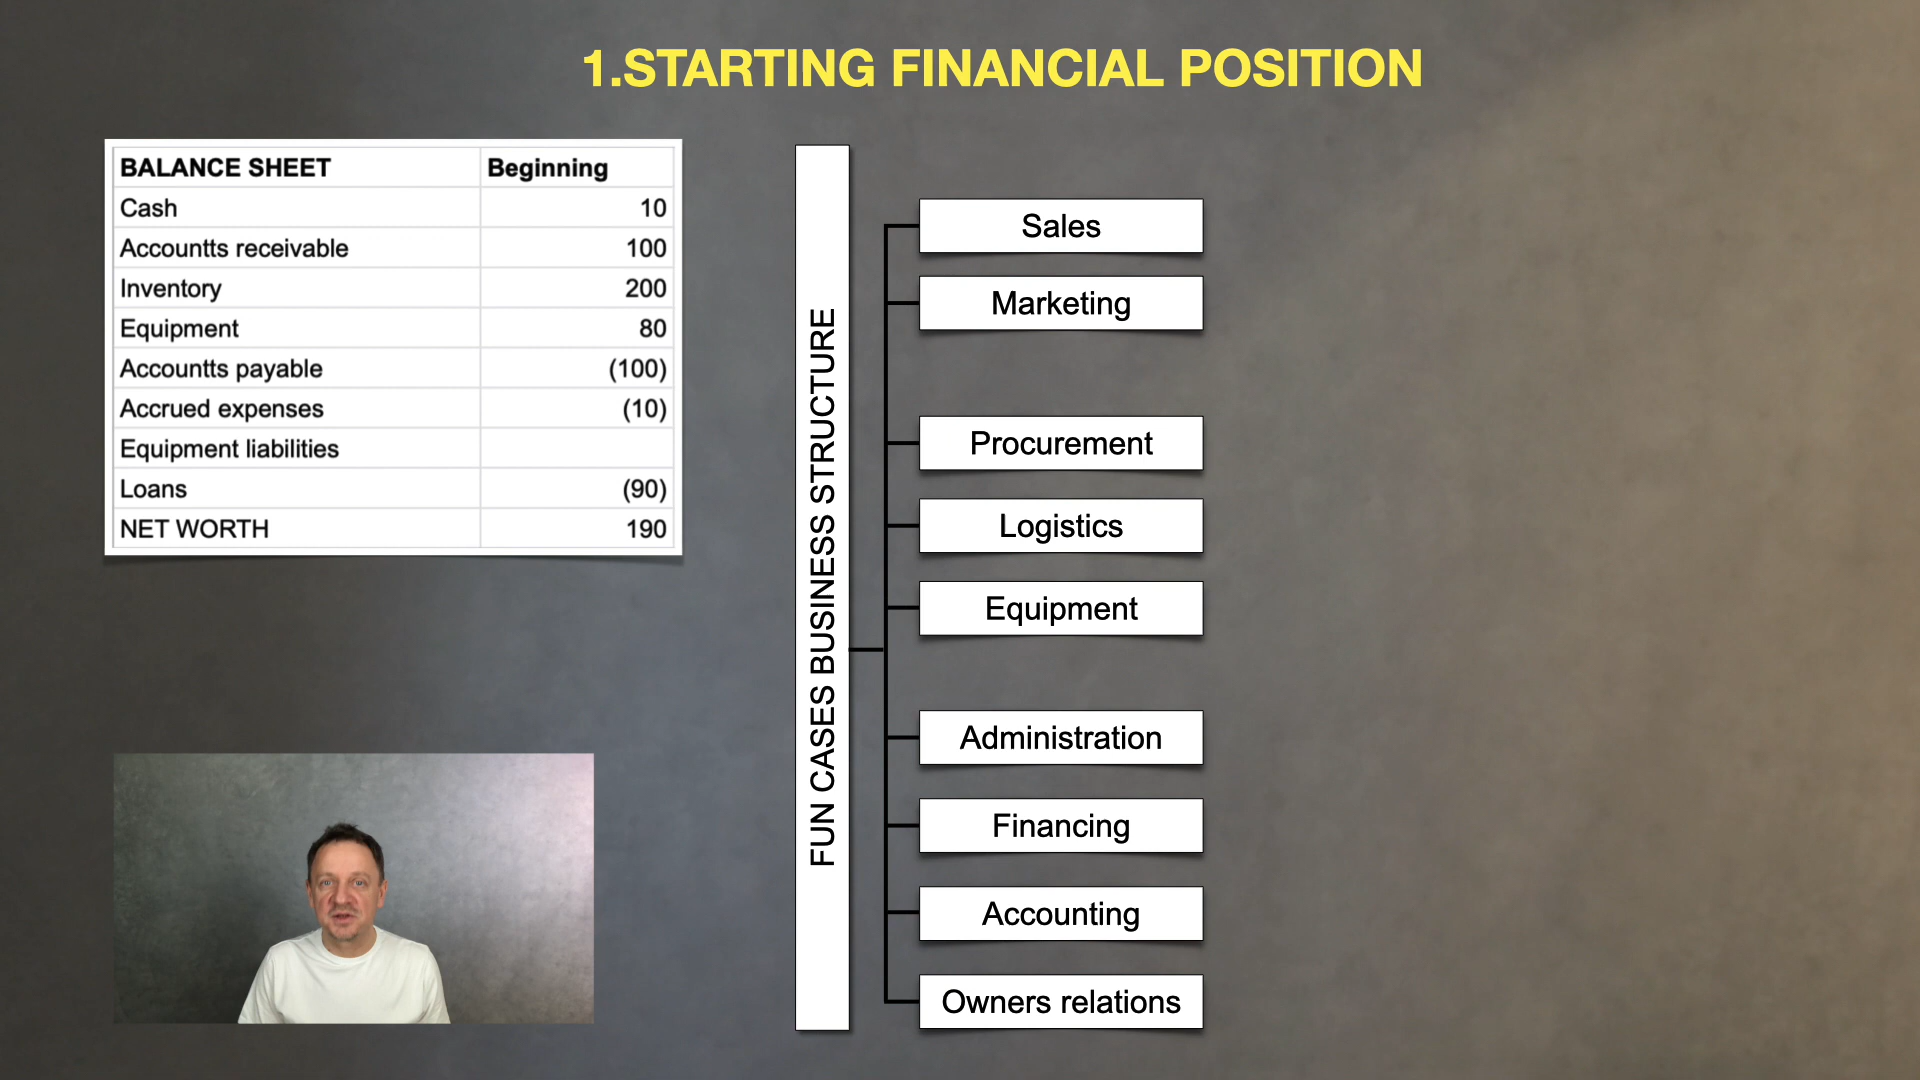 1.STARTING FINANCIAL POSITION
BALANCE SHEET Beginning
Cash 10
Accountts receivable 100
Inventory 200
Equipment 80
Accountts payable (100)
Accrued expenses (10)
Equipment liabilities
Loans (90)
NET WORTH 190
FUN CASES BUSINESS STRUCTURE
Sales
Marketing
Procurement
Logistics
Equipment
Administration
Financing
Accounting
Owners relations